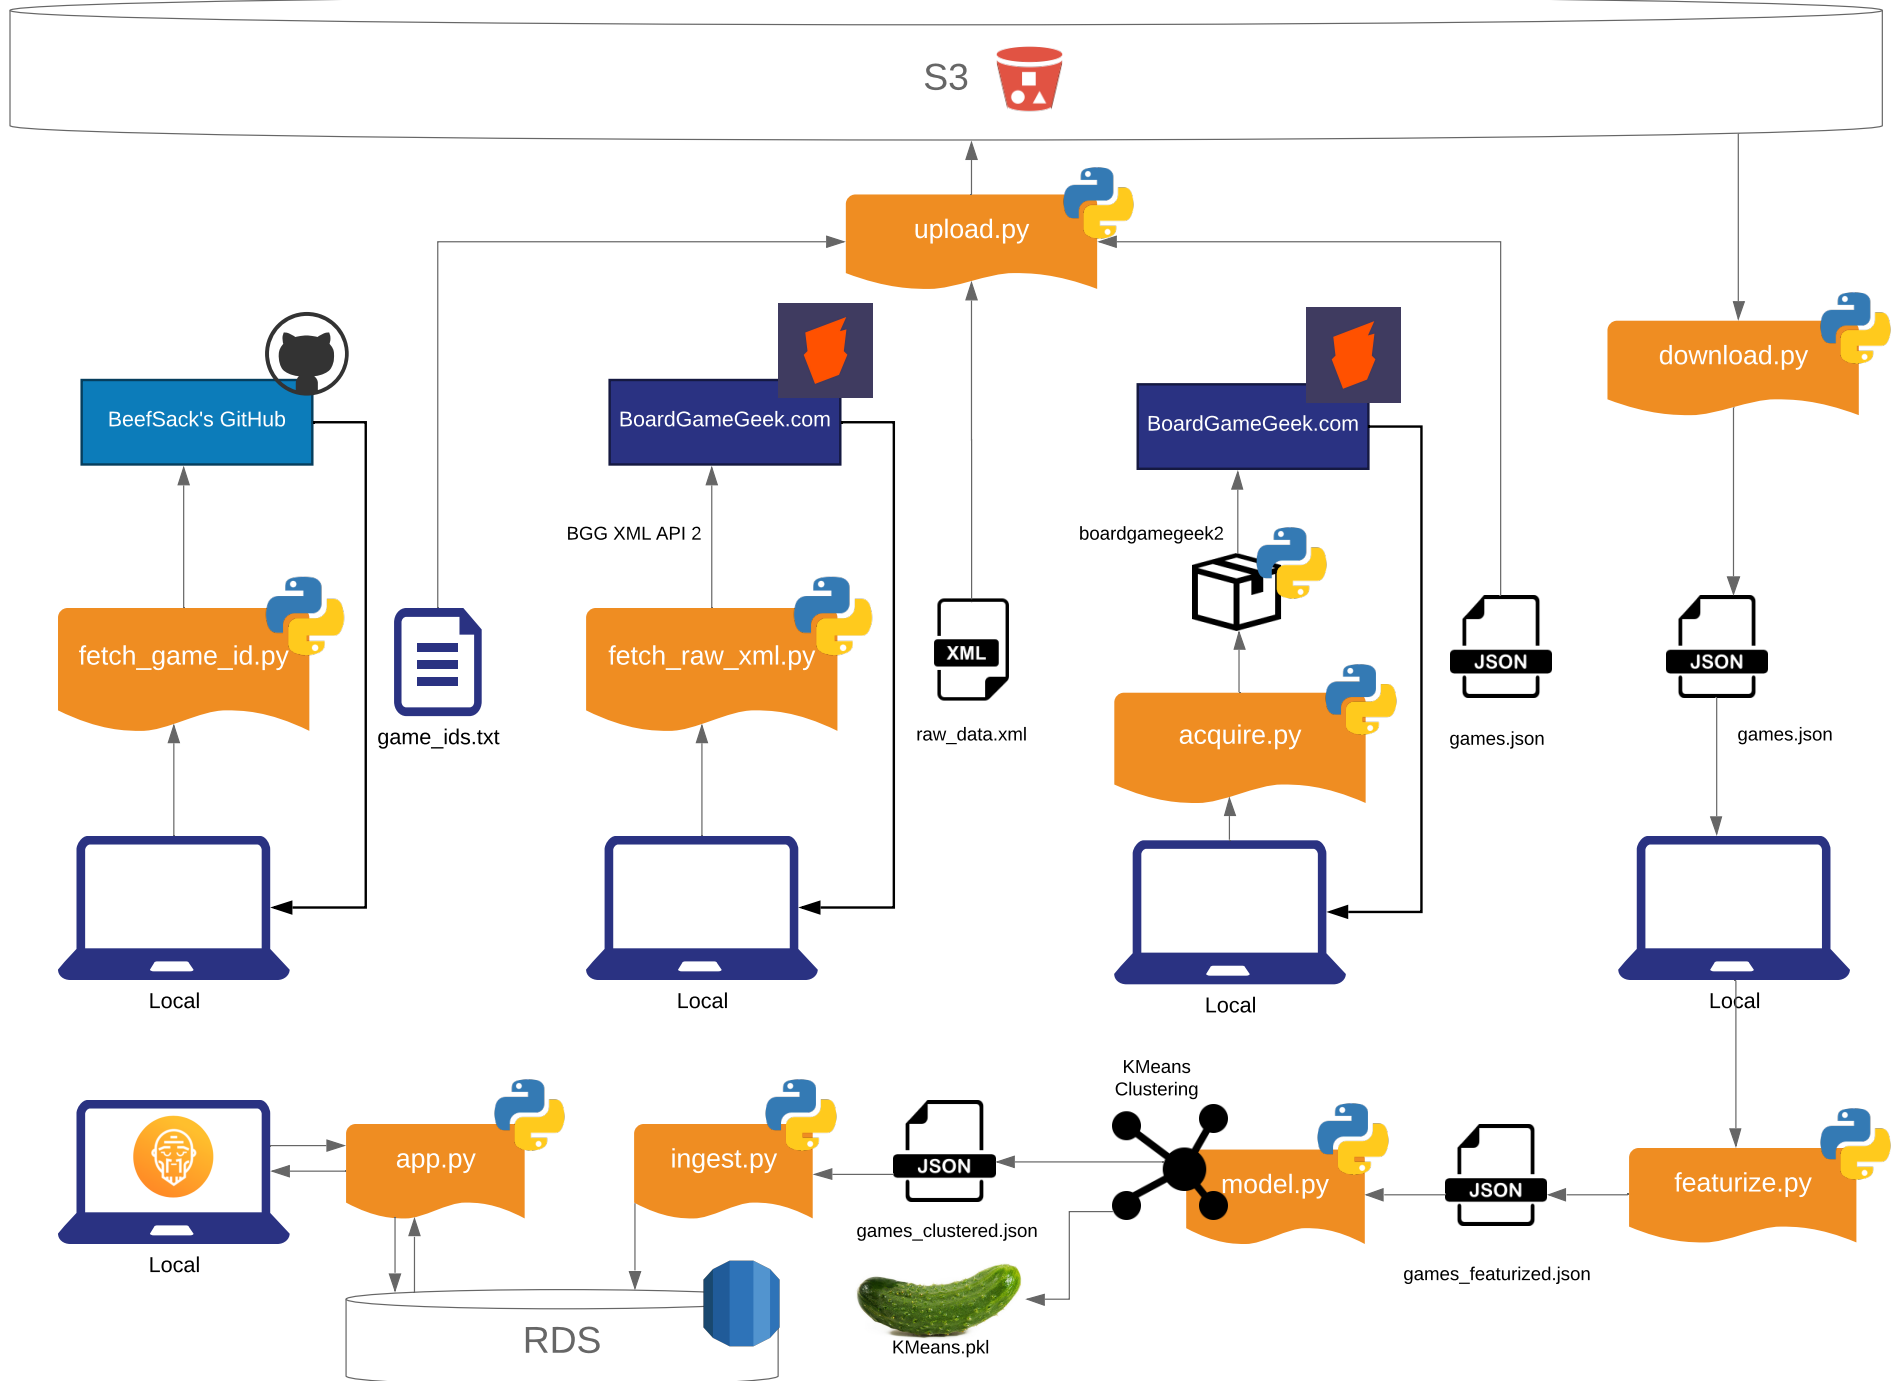 S3
upload.py
download.py
BeefSack's GitHub
BoardGameGeek.com
BoardGameGeek.com
BGG XML API 2
boardgamegeek2
fetch_game_id.py
game_ids.txt
fetch_raw_xml.py
XML
raw_data.xml
acquire.py
JSON
games.json
JSON
games.json
Local
Local
Local
Local
KMeans
Clustering
app.py
ingest.py
JSON
games_clustered.json
model.py
JSON
games_featurized.json
featurize.py
Local
RDS
KMeans.pkl